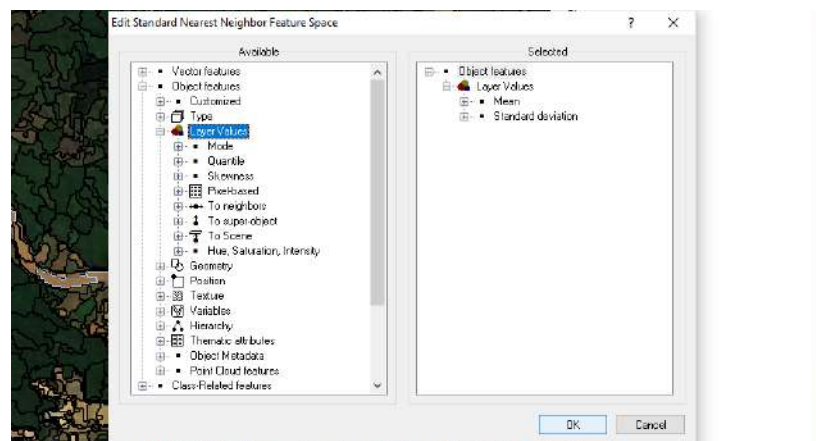 Edit Standard Nearest Neighbor Feature Space
?
Available
Vector features
Object features
Customized
Type
Layer Values
Mode
Quantile
Skewness
Pixel-based
To neighbors
To super-object
To Scene
Hue, Saturation, Intensity
Geometry
Position
Texture
Variables
Hierarchy
Thematic attributes
Object Metadata
Point Cloud features
Class-Related features
Selected
Object features
Layer Values
Mean
Standard deviation
OK
Cancel